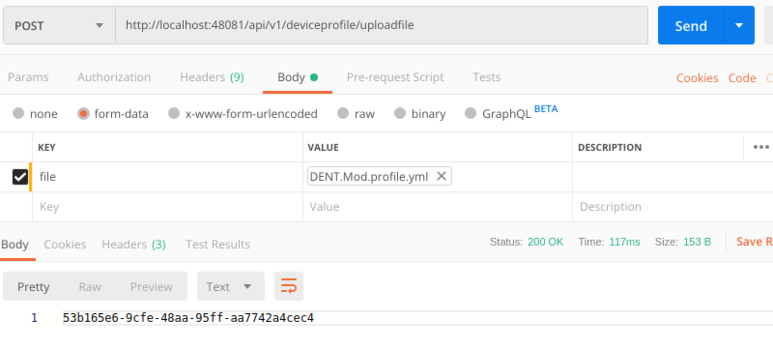 POST http://localhost:48081/api/v1/deviceprofile/uploadfile Send
Params Authorization Headers (9) Body Pre-request Script Tests Cookies Code C
none form-data x-www-form-urlencoded raw binary GraphQL BETA
KEY VALUE DESCRIPTION
file DENT.Mod.profile.yml
Key Value Description
Body Cookies Headers (3) Test Results Status: 200 OK Time: 117ms Size: 153 B Save R
Pretty Raw Preview Text
1 53b165e6-9cfe-48aa-95ff-aa7742a4cec4